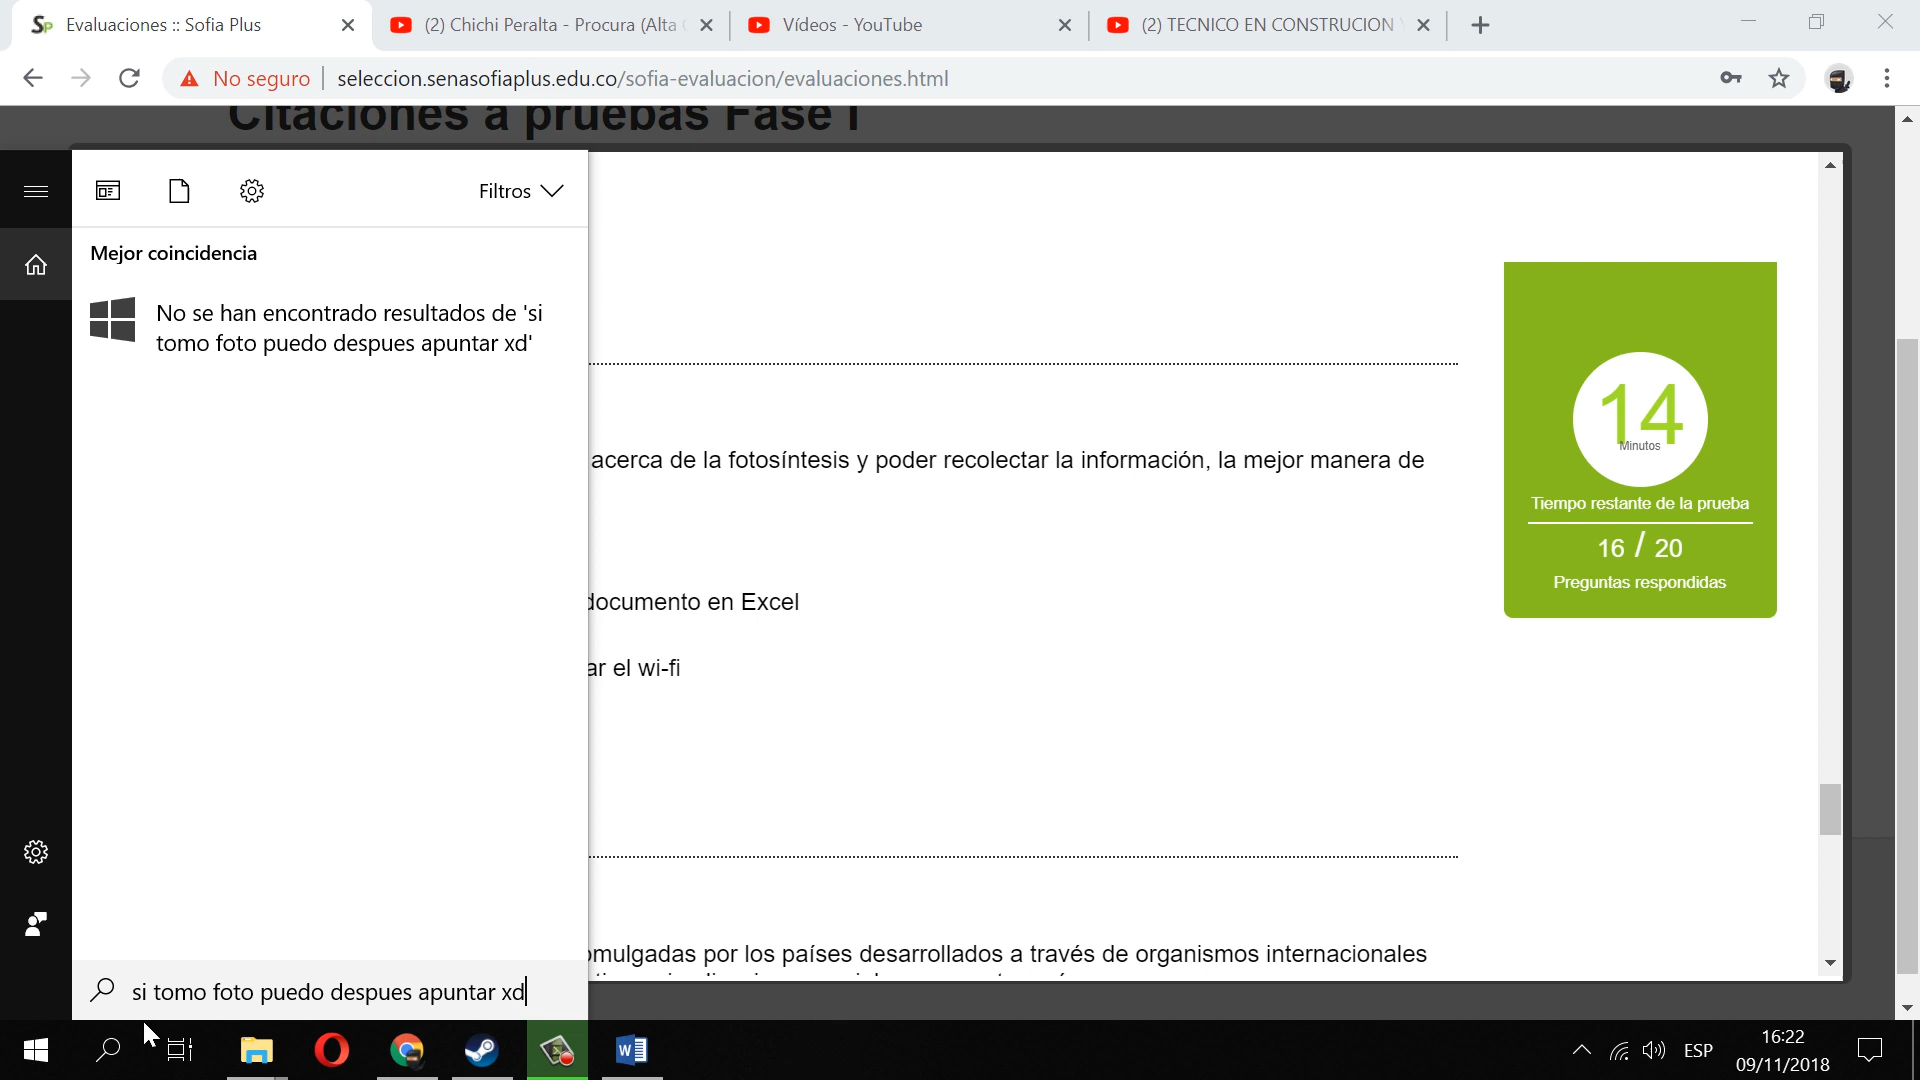 Evaluaciones :: Sofia Plus
(2) Chichi Peralta - Procura (Alta
Vídeos - YouTube
(2) TECNICO EN CONSTRUCION
No seguro
seleccion.senasofiaplus.edu.co/sofia-evaluacion/evaluaciones.html
Citaciones a pruebas Fase I
Filtros
Mejor coincidencia
No se han encontrado resultados de 'si
tomo foto puedo despues apuntar xd'
14
Minutos
Tiempo restante de la prueba
16 / 20
Preguntas respondidas
acerca de la fotosíntesis y poder recolectar la información, la mejor manera de
documento en Excel
ar el wi-fi
omulgadas por los países desarrollados a través de organismos internacionales
si tomo foto puedo despues apuntar xd
ESP
16:22
09/11/2018